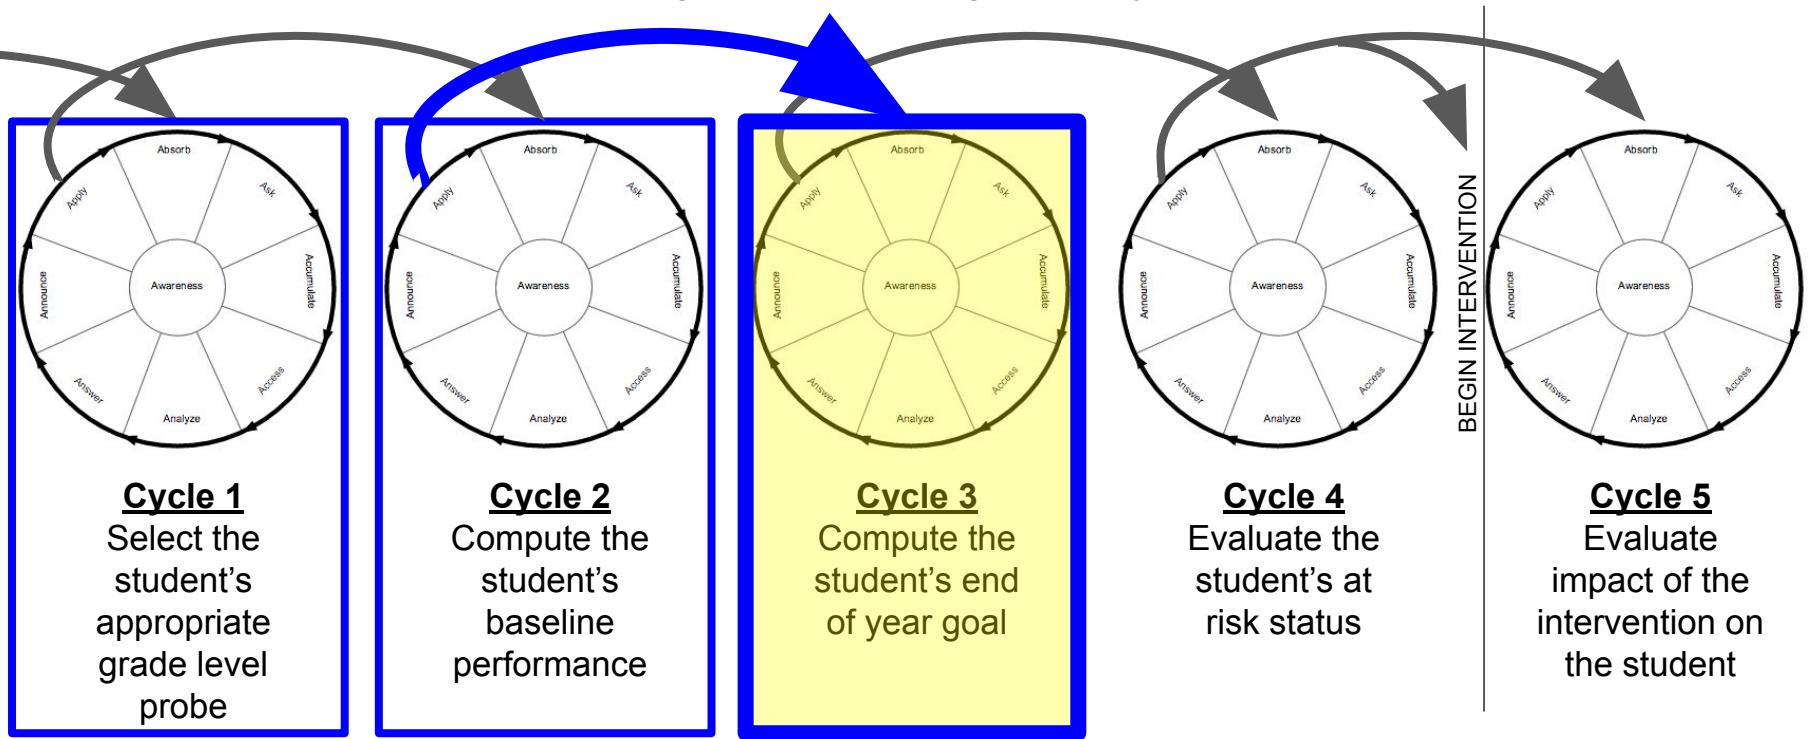 Absorb
Ask
Accumulate
Access
Analyze
Answer
Announce
Apply
Awareness
Cycle 1
Select the
student’s
appropriate
grade level
probe
Absorb
Ask
Accumulate
Access
Analyze
Answer
Announce
Apply
Awareness
Cycle 2
Compute the
student’s
baseline
performance
Absorb
Ask
Accumulate
Access
Analyze
Answer
Announce
Apply
Awareness
Cycle 3
Compute the
student’s end
of year goal
Absorb
Ask
Accumulate
Access
Analyze
Answer
Announce
Apply
Awareness
Cycle 4
Evaluate the
student’s at
risk status
BEGIN INTERVENTION
Absorb
Ask
Accumulate
Access
Analyze
Answer
Announce
Apply
Awareness
Cycle 5
Evaluate
impact of the
intervention on
the student